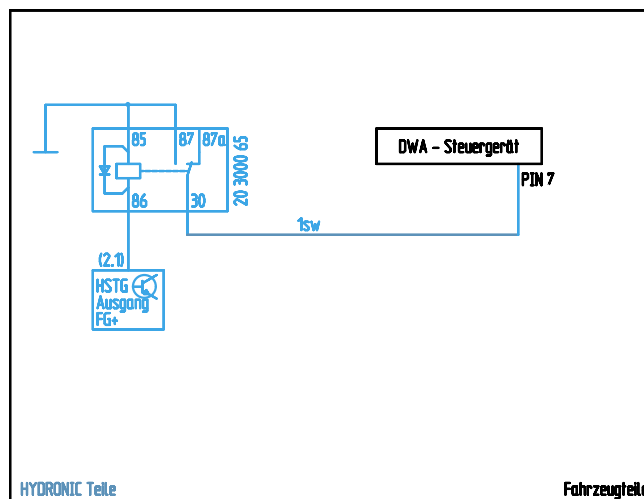 85 87 87a
20 3000 65
86 30
DWA - Steuergerät
PIN 7
1sw
(2.1)
HSTG
Ausgang
FG+
HYDRONIC Teile
Fahrzeugteile